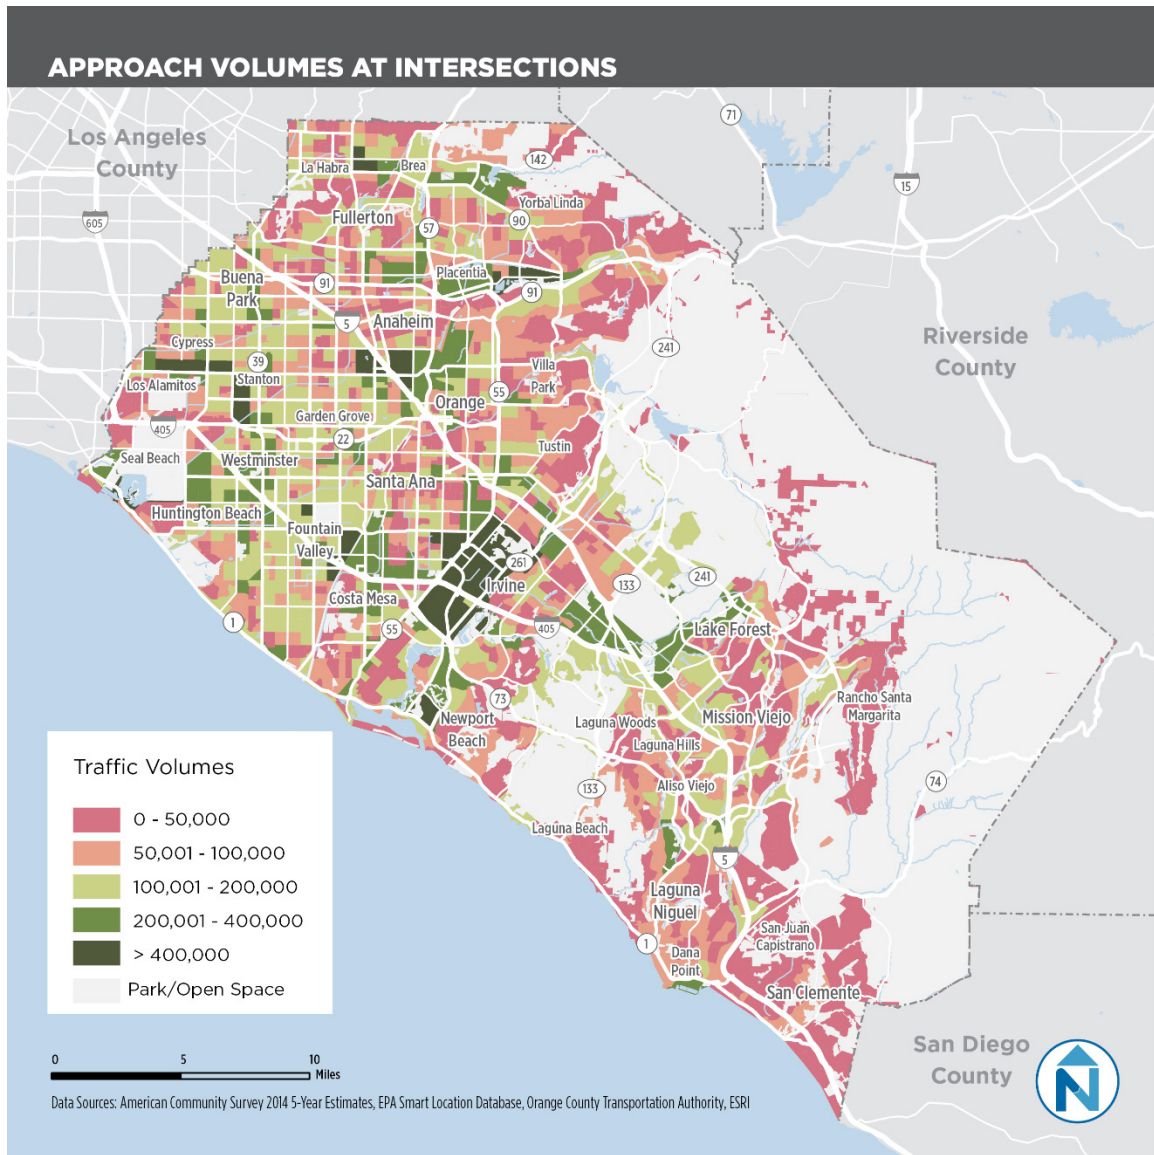 APPROACH VOLUMES AT INTERSECTIONS
Los Angeles
County
71
142
15
La Habra
Brea
605
Yorba Linda
Fullerton
90
57
Placentia
Buena
Park
91
91
5
Anaheim
Riverside
County
Cypress
241
39
Villa
Park
Los Alamitos
Stanton
55
Orange
Garden Grove
405
22
Tustin
Seal Beach
Westminster
Santa Ana
Huntington Beach
Fountain
Valley
261
Irvine
133
241
Costa Mesa
1
55
405
Lake Forest
73
Rancho Santa
Margarita
Newport
Beach
Laguna Woods
Mission Viejo
Laguna Hills
Traffic Volumes
133
Aliso Viejo
74
0 - 50,000
Laguna Beach
50,001 - 100,000
5
100,001 - 200,000
Laguna
Niguel
200,001 - 400,000
San Juan
Capistrano
1
> 400,000
Dana
Point
Park/Open Space
San Clemente
San Diego
County
0 5 10
Miles
N
Data Sources: American Community Survey 2014 5-Year Estimates, EPA Smart Location Database, Orange County Transportation Authority, ESRI